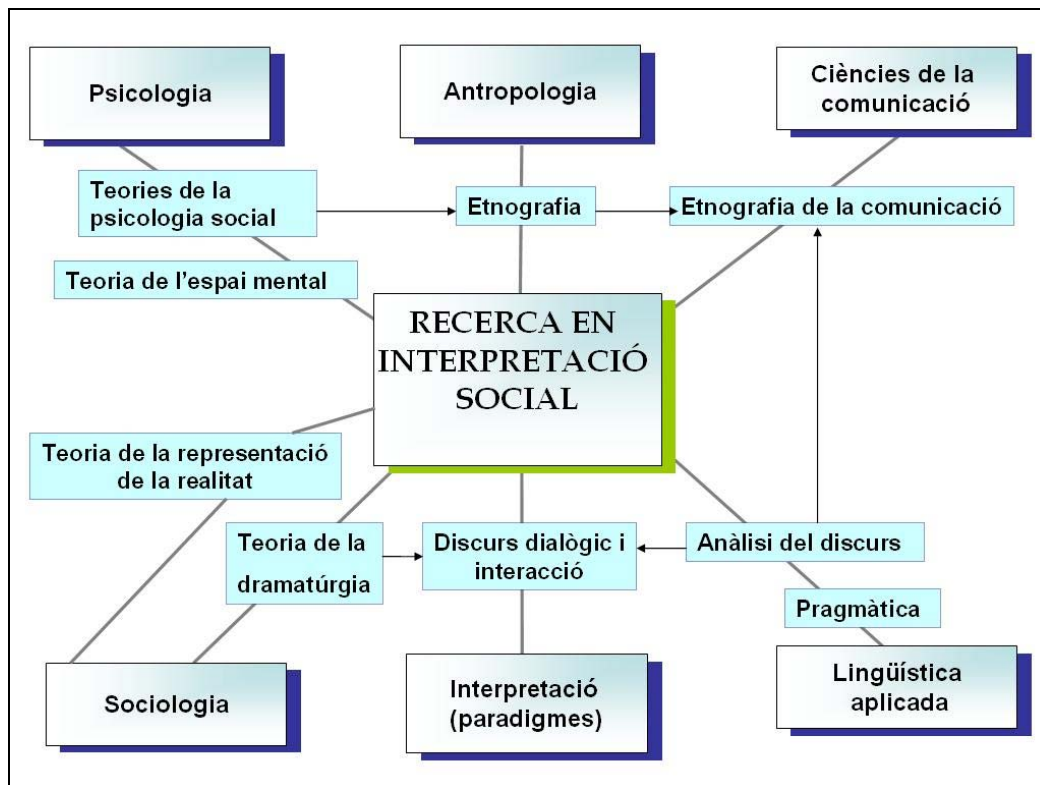 Psicologia
Antropologia
Ciències de la
comunicació
Teories de la
psicologia social
Etnografia
Etnografia de la comunicació
Teoria de l'espai mental
RECERCA EN
INTERPRETACIÓ
SOCIAL
Teoria de la representació
de la realitat
Teoria de la
dramatúrgia
Discurs dialògic i
interacció
Anàlisi del discurs
Pragmàtica
Sociologia
Interpretació
(paradigmes)
Lingüística
aplicada